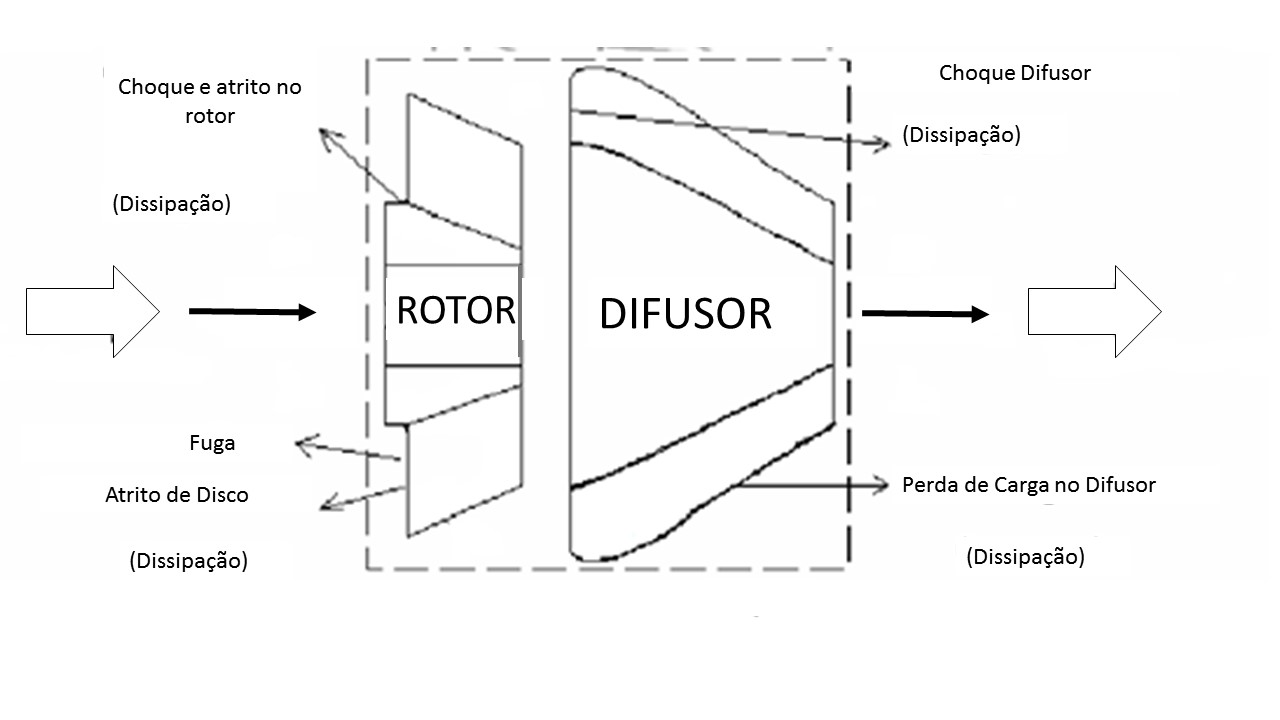 Choque e atrito no
rotor
(Dissipação)
Choque Difusor
(Dissipação)
ROTOR
DIFUSOR
Fuga
Atrito de Disco
(Dissipação)
Perda de Carga no Difusor
(Dissipação)